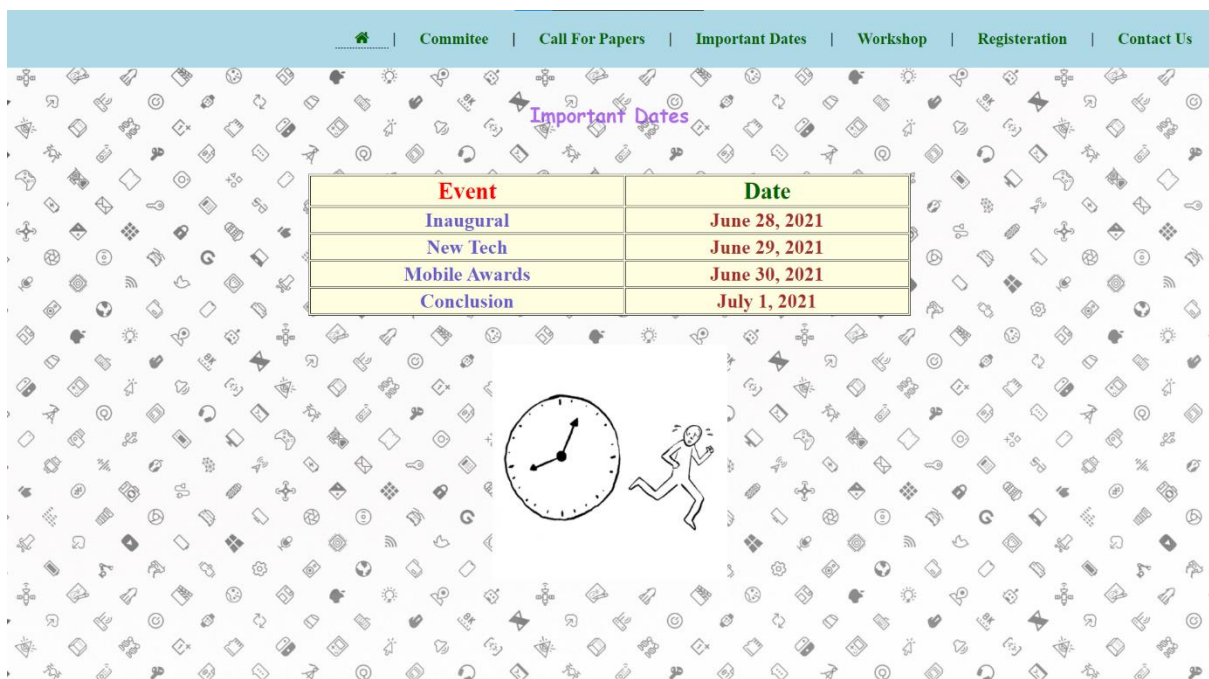 | Commitee | Call For Papers | Important Dates | Workshop | Registeration | Contact Us
Important Dates
Event Date
Inaugural June 28, 2021
New Tech June 29, 2021
Mobile Awards June 30, 2021
Conclusion July 1, 2021